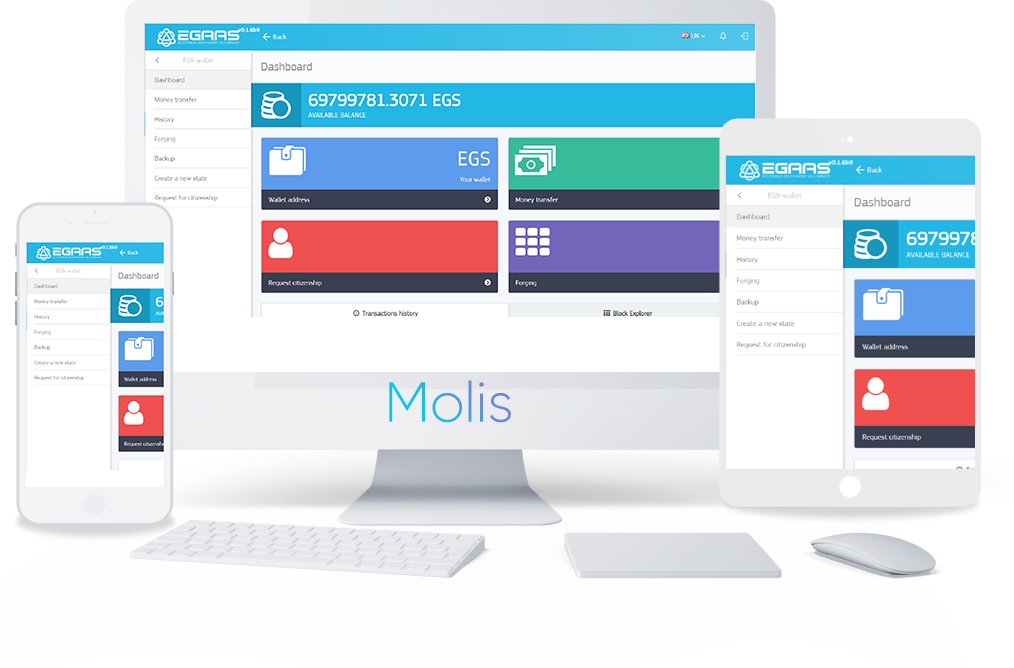 EGAAS v0.1.6b9
Back
UK
EGS-wallet
Dashboard
Money transfer
History
Forging
Backup
Create a new state
Request for citizenship
Dashboard
69799781.3071 EGS
AVAILABLE BALANCE
EGS
Your wallet
Wallet address
Money transfer
Request citizenship
Forging
Transactions history
Block Explorer
Molis
EGAAS v0.1.6b9
Back
EGS-wallet
Dashboard
Money transfer
History
Forging
Backup
Create a new state
Request for citizenship
Dashboard
6
Wallet address
Request citizenship
EGAAS v0.1.6b9
Back
EGS-wallet
Dashboard
Money transfer
History
Forging
Backup
Create a new state
Request for citizenship
Dashboard
6979978
AVAILABLE BALANCE
Wallet address
Request citizenship